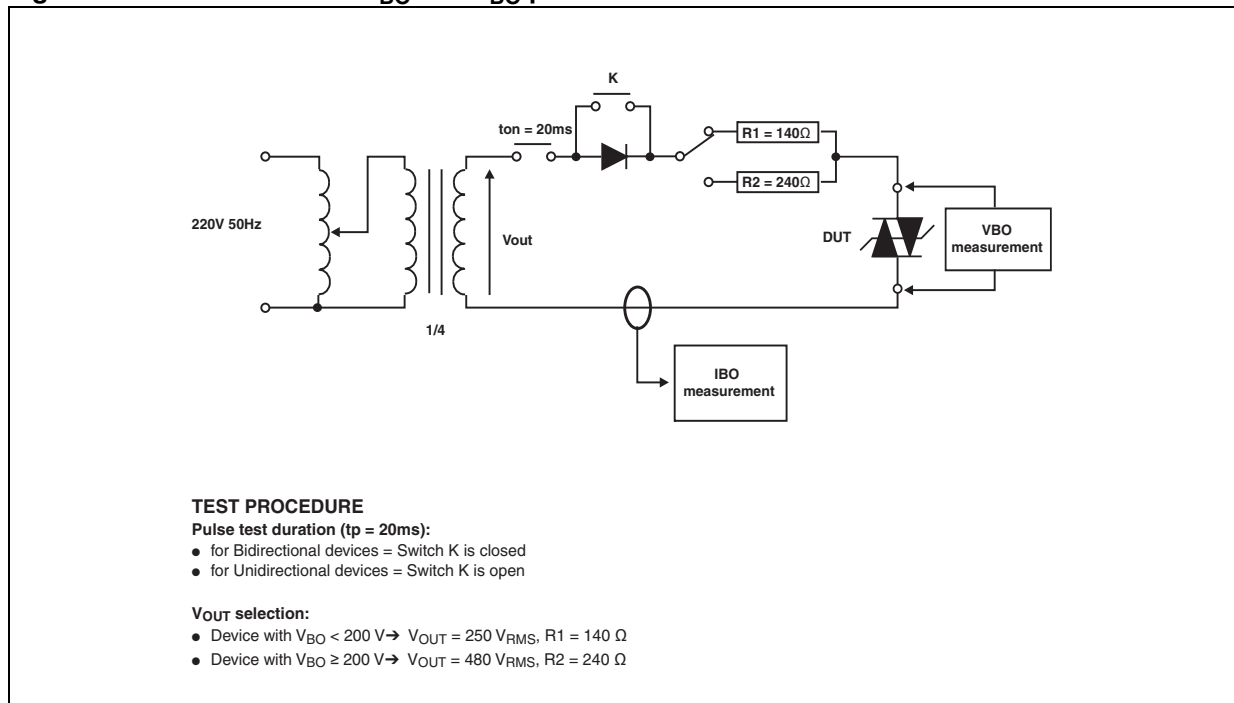 K
ton = 20ms
R1 = 140Ω
R2 = 240Ω
220V 50Hz
Vout
DUT
VBO
measurement
1/4
IBO
measurement
TEST PROCEDURE
Pulse test duration (tp = 20ms):
● for Bidirectional devices = Switch K is closed
● for Unidirectional devices = Switch K is open
VOUT selection:
● Device with VBO < 200 V➔ VOUT = 250 VRMS, R1 = 140 Ω
● Device with VBO ≥ 200 V➔ VOUT = 480 VRMS, R2 = 240 Ω